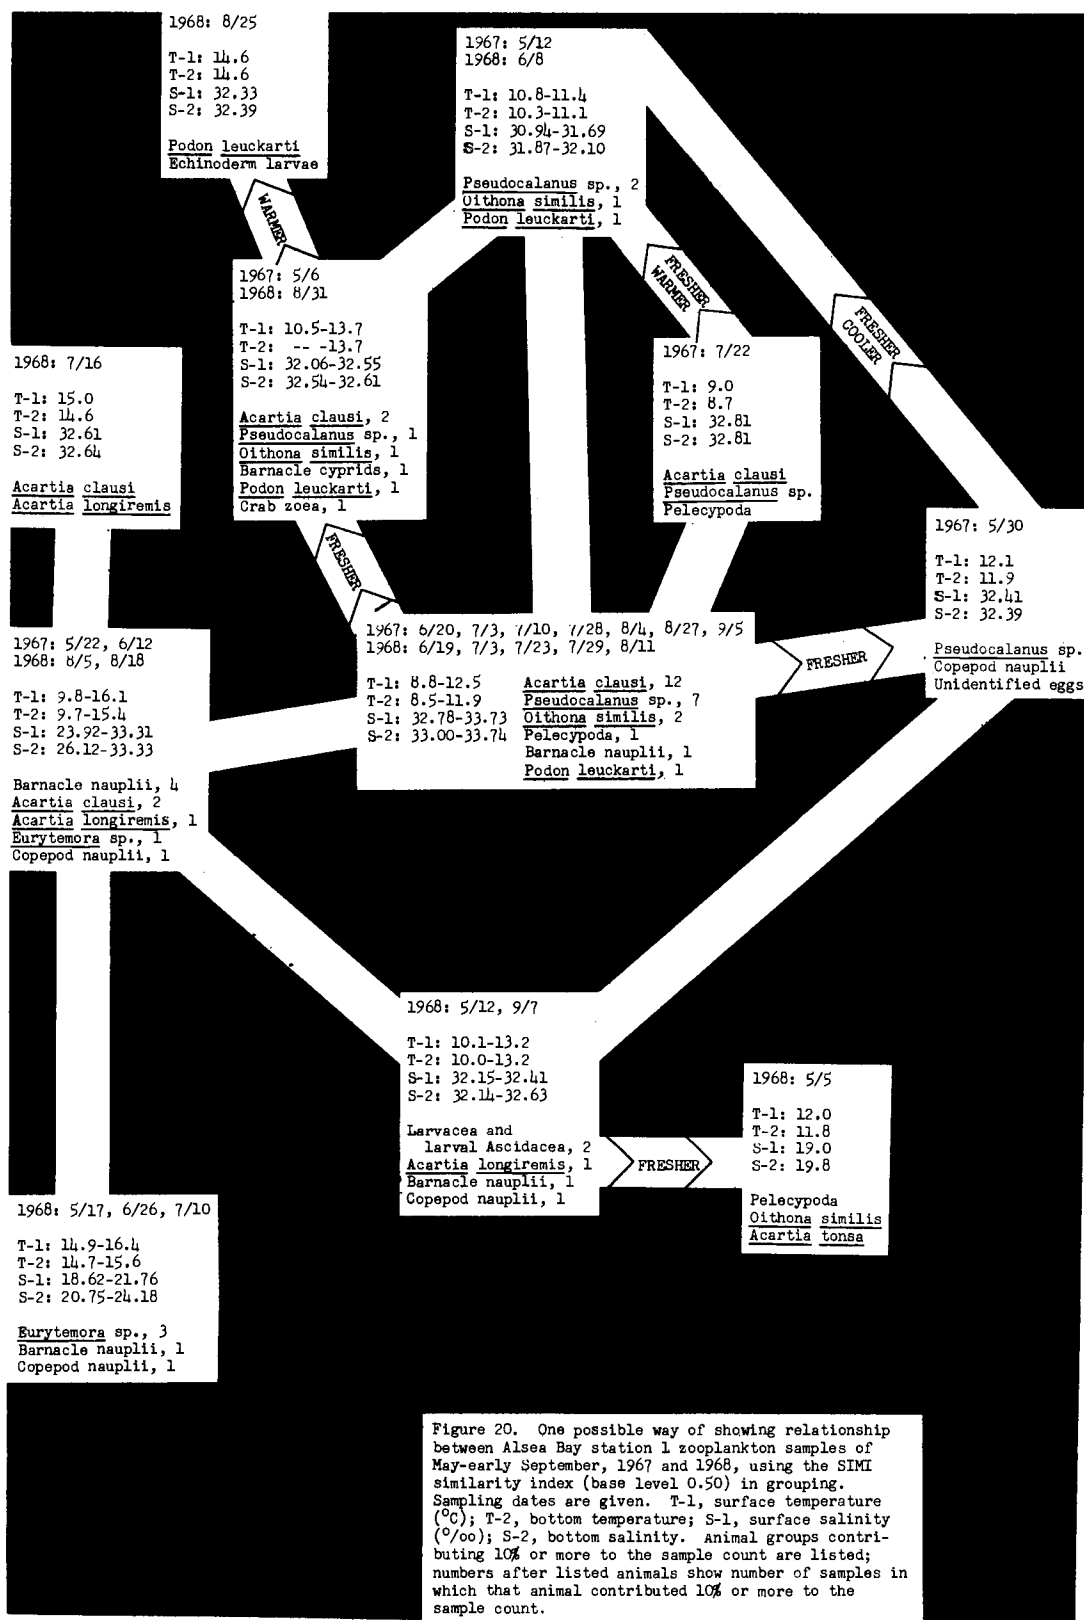 1968: 8/25
T-1: 14.6
T-2: 14.6
S-1: 32.33
S-2: 32.39
Podon leuckarti
Echinoderm larvae
WARMER
1967: 5/12
1968: 6/8
T-1: 10.8-11.4
T-2: 10.3-11.1
S-1: 30.94-31.69
S-2: 31.87-32.10
Pseudocalanus sp., 2
Oithona similis, 1
Podon leuckarti, 1
FRESHER
WARMER
FRESHER
COOLER
1967: 5/6
1968: 8/31
T-1: 10.5-13.7
T-2: -- -13.7
S-1: 32.06-32.55
S-2: 32.54-32.61
Acartia clausi, 2
Pseudocalanus sp., 1
Oithona similis, 1
Barnacle cyprids, 1
Podon leuckarti, 1
Crab zoea, 1
FRESHER
1968: 7/16
T-1: 15.0
T-2: 14.6
S-1: 32.61
S-2: 32.64
Acartia clausi
Acartia longiremis
1967: 7/22
T-1: 9.0
T-2: 8.7
S-1: 32.81
S-2: 32.81
Acartia clausi
Pseudocalanus sp.
Pelecypoda
1967: 5/30
T-1: 12.1
T-2: 11.9
S-1: 32.41
S-2: 32.39
Pseudocalanus sp.
Copepod nauplii
Unidentified eggs
1967: 5/22, 6/12
1968: 8/5, 8/18
T-1: 9.8-16.1
T-2: 9.7-15.4
S-1: 23.92-33.31
S-2: 26.12-33.33
Barnacle nauplii, 4
Acartia clausi, 2
Acartia longiremis, 1
Eurytemora sp., 1
Copepod nauplii, 1
1967: 6/20, 7/3, 7/10, 7/28, 8/4, 8/27, 9/5
1968: 6/19, 7/3, 7/23, 7/29, 8/11
T-1: 8.8-12.5
T-2: 8.5-11.9
S-1: 32.78-33.73
S-2: 33.00-33.74
Acartia clausi, 12
Pseudocalanus sp., 7
Oithona similis, 2
Pelecypoda, 1
Barnacle nauplii, 1
Podon leuckarti, 1
FRESHER
1968: 5/12, 9/7
T-1: 10.1-13.2
T-2: 10.0-13.2
S-1: 32.15-32.41
S-2: 32.14-32.63
Larvacea and
larval Ascidacea, 2
Acartia longiremis, 1
Barnacle nauplii, 1
Copepod nauplii, 1
FRESHER
1968: 5/5
T-1: 12.0
T-2: 11.8
S-1: 19.0
S-2: 19.8
Pelecypoda
Oithona similis
Acartia tonsa
1968: 5/17, 6/26, 7/10
T-1: 14.9-16.4
T-2: 14.7-15.6
S-1: 18.62-21.76
S-2: 20.75-24.18
Eurytemora sp., 3
Barnacle nauplii, 1
Copepod nauplii, 1
Figure 20. One possible way of showing relationship
between Alsea Bay station 1 zooplankton samples of
May-early September, 1967 and 1968, using the SIMI
similarity index (base level 0.50) in grouping.
Sampling dates are given. T-1, surface temperature
(°C); T-2, bottom temperature; S-1, surface salinity
(°/oo); S-2, bottom salinity. Animal groups contri-
buting 10% or more to the sample count are listed;
numbers after listed animals show number of samples in
which that animal contributed 10% or more to the
sample count.